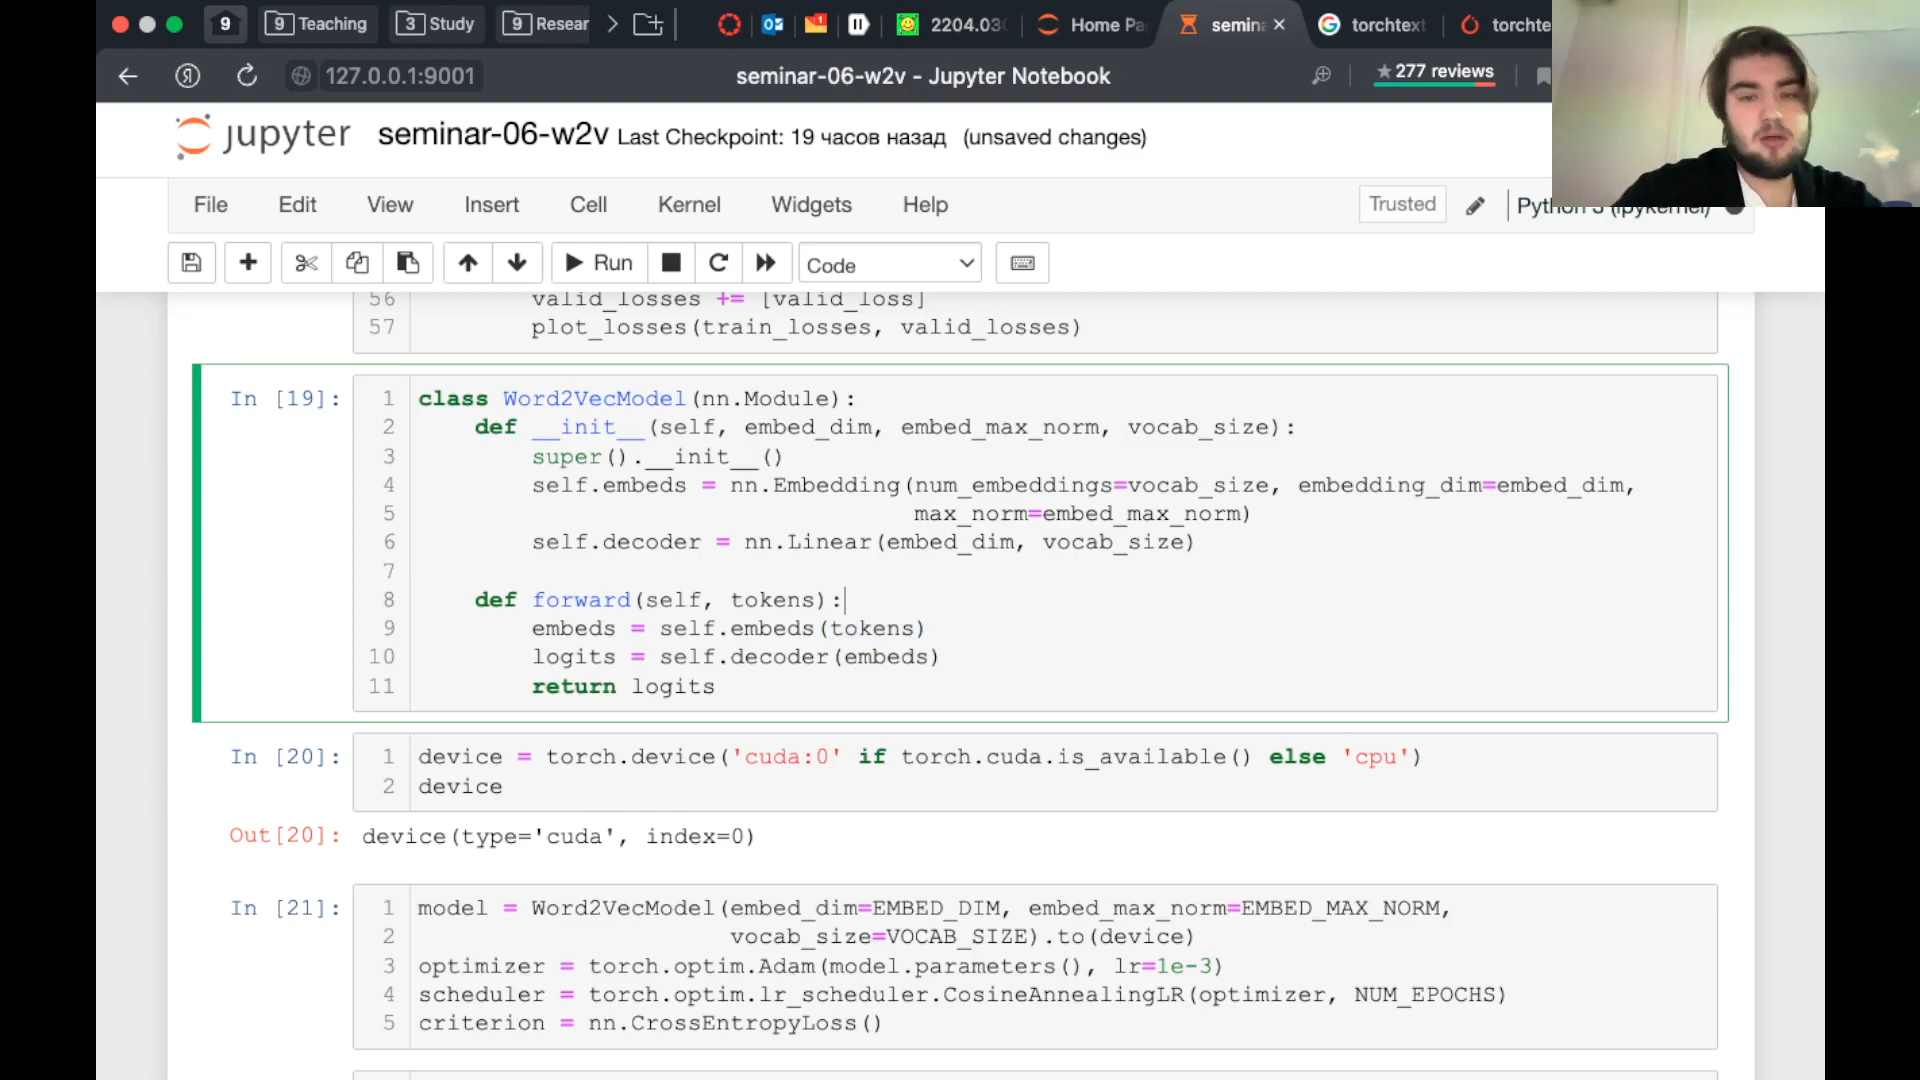 9
9 Teaching
3 Study
9 Resear
2204.03
Home Pa
semina
torchtext
torchte
127.0.0.1:9001
seminar-06-w2v - Jupyter Notebook
★277 reviews
jupyter seminar-06-w2v Last Checkpoint: 19 часов назад (unsaved changes)
File Edit View Insert Cell Kernel Widgets Help
Trusted
Python 3 (ipykernel)
Run
Code
56 valid_losses += [valid_loss]
57 plot_losses(train_losses, valid_losses)
In [19]:
1 class Word2VecModel(nn.Module):
2 def __init__(self, embed_dim, embed_max_norm, vocab_size):
3 super().__init__()
4 self.embeds = nn.Embedding(num_embeddings=vocab_size, embedding_dim=embed_dim,
5 max_norm=embed_max_norm)
6 self.decoder = nn.Linear(embed_dim, vocab_size)
7
8 def forward(self, tokens):
9 embeds = self.embeds(tokens)
10 logits = self.decoder(embeds)
11 return logits
In [20]:
1 device = torch.device('cuda:0' if torch.cuda.is_available() else 'cpu')
2 device
Out[20]: device(type='cuda', index=0)
In [21]:
1 model = Word2VecModel(embed_dim=EMBED_DIM, embed_max_norm=EMBED_MAX_NORM,
2 vocab_size=VOCAB_SIZE).to(device)
3 optimizer = torch.optim.Adam(model.parameters(), lr=1e-3)
4 scheduler = torch.optim.lr_scheduler.CosineAnnealingLR(optimizer, NUM_EPOCHS)
5 criterion = nn.CrossEntropyLoss()